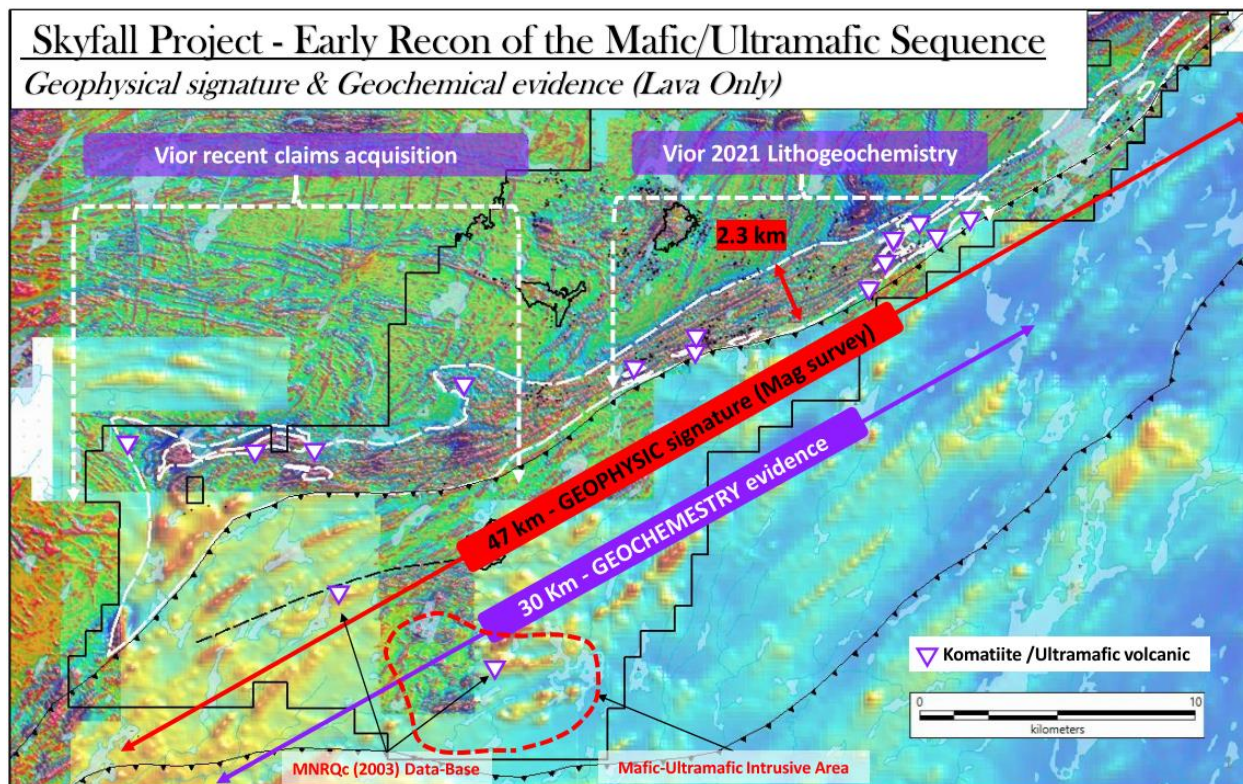 Skyfall Project - Early Recon of the Mafic/Ultramafic Sequence
Geophysical signature & Geochemical evidence (Lava Only)
Vior recent claims acquisition
Vior 2021 Lithogeochemistry
2.3 km
47 km - GEOPHYSIC signature (Mag survey)
30 Km - GEOCHEMESTRY evidence
Komatiite /Ultramafic volcanic
0 10
kilometers
MNRQc (2003) Data-Base
Mafic-Ultramafic Intrusive Area